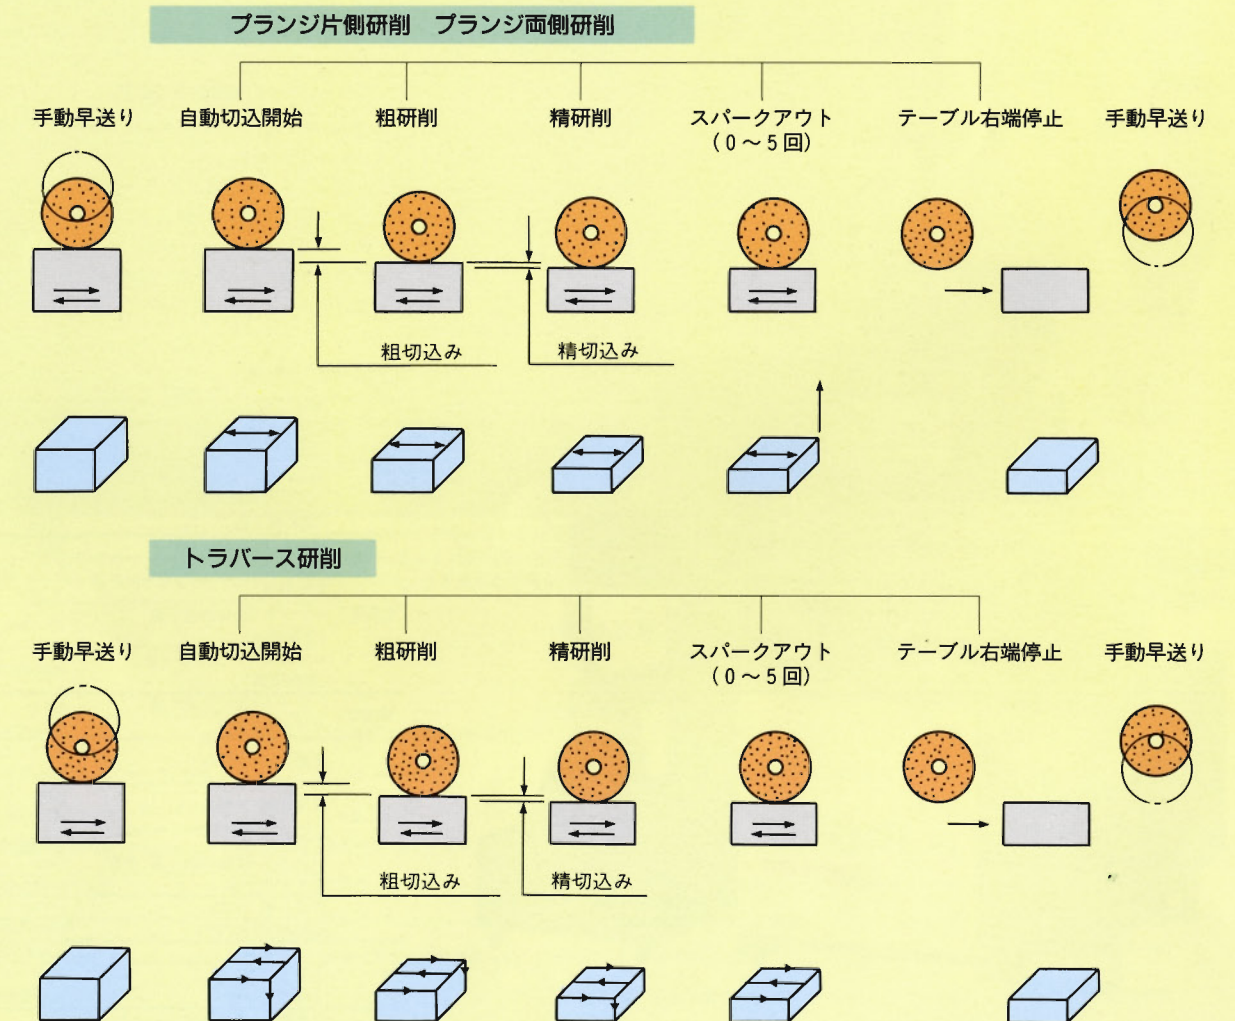 プランジ片側研削 プランジ両側研削
手動早送り 自動切込開始 粗研削 精研削 スパークアウト テーブル右端停止 手動早送り
(0～5回)
粗切込み 精切込み
トラバース研削
手動早送り 自動切込開始 粗研削 精研削 スパークアウト テーブル右端停止 手動早送り
(0～5回)
粗切込み 精切込み